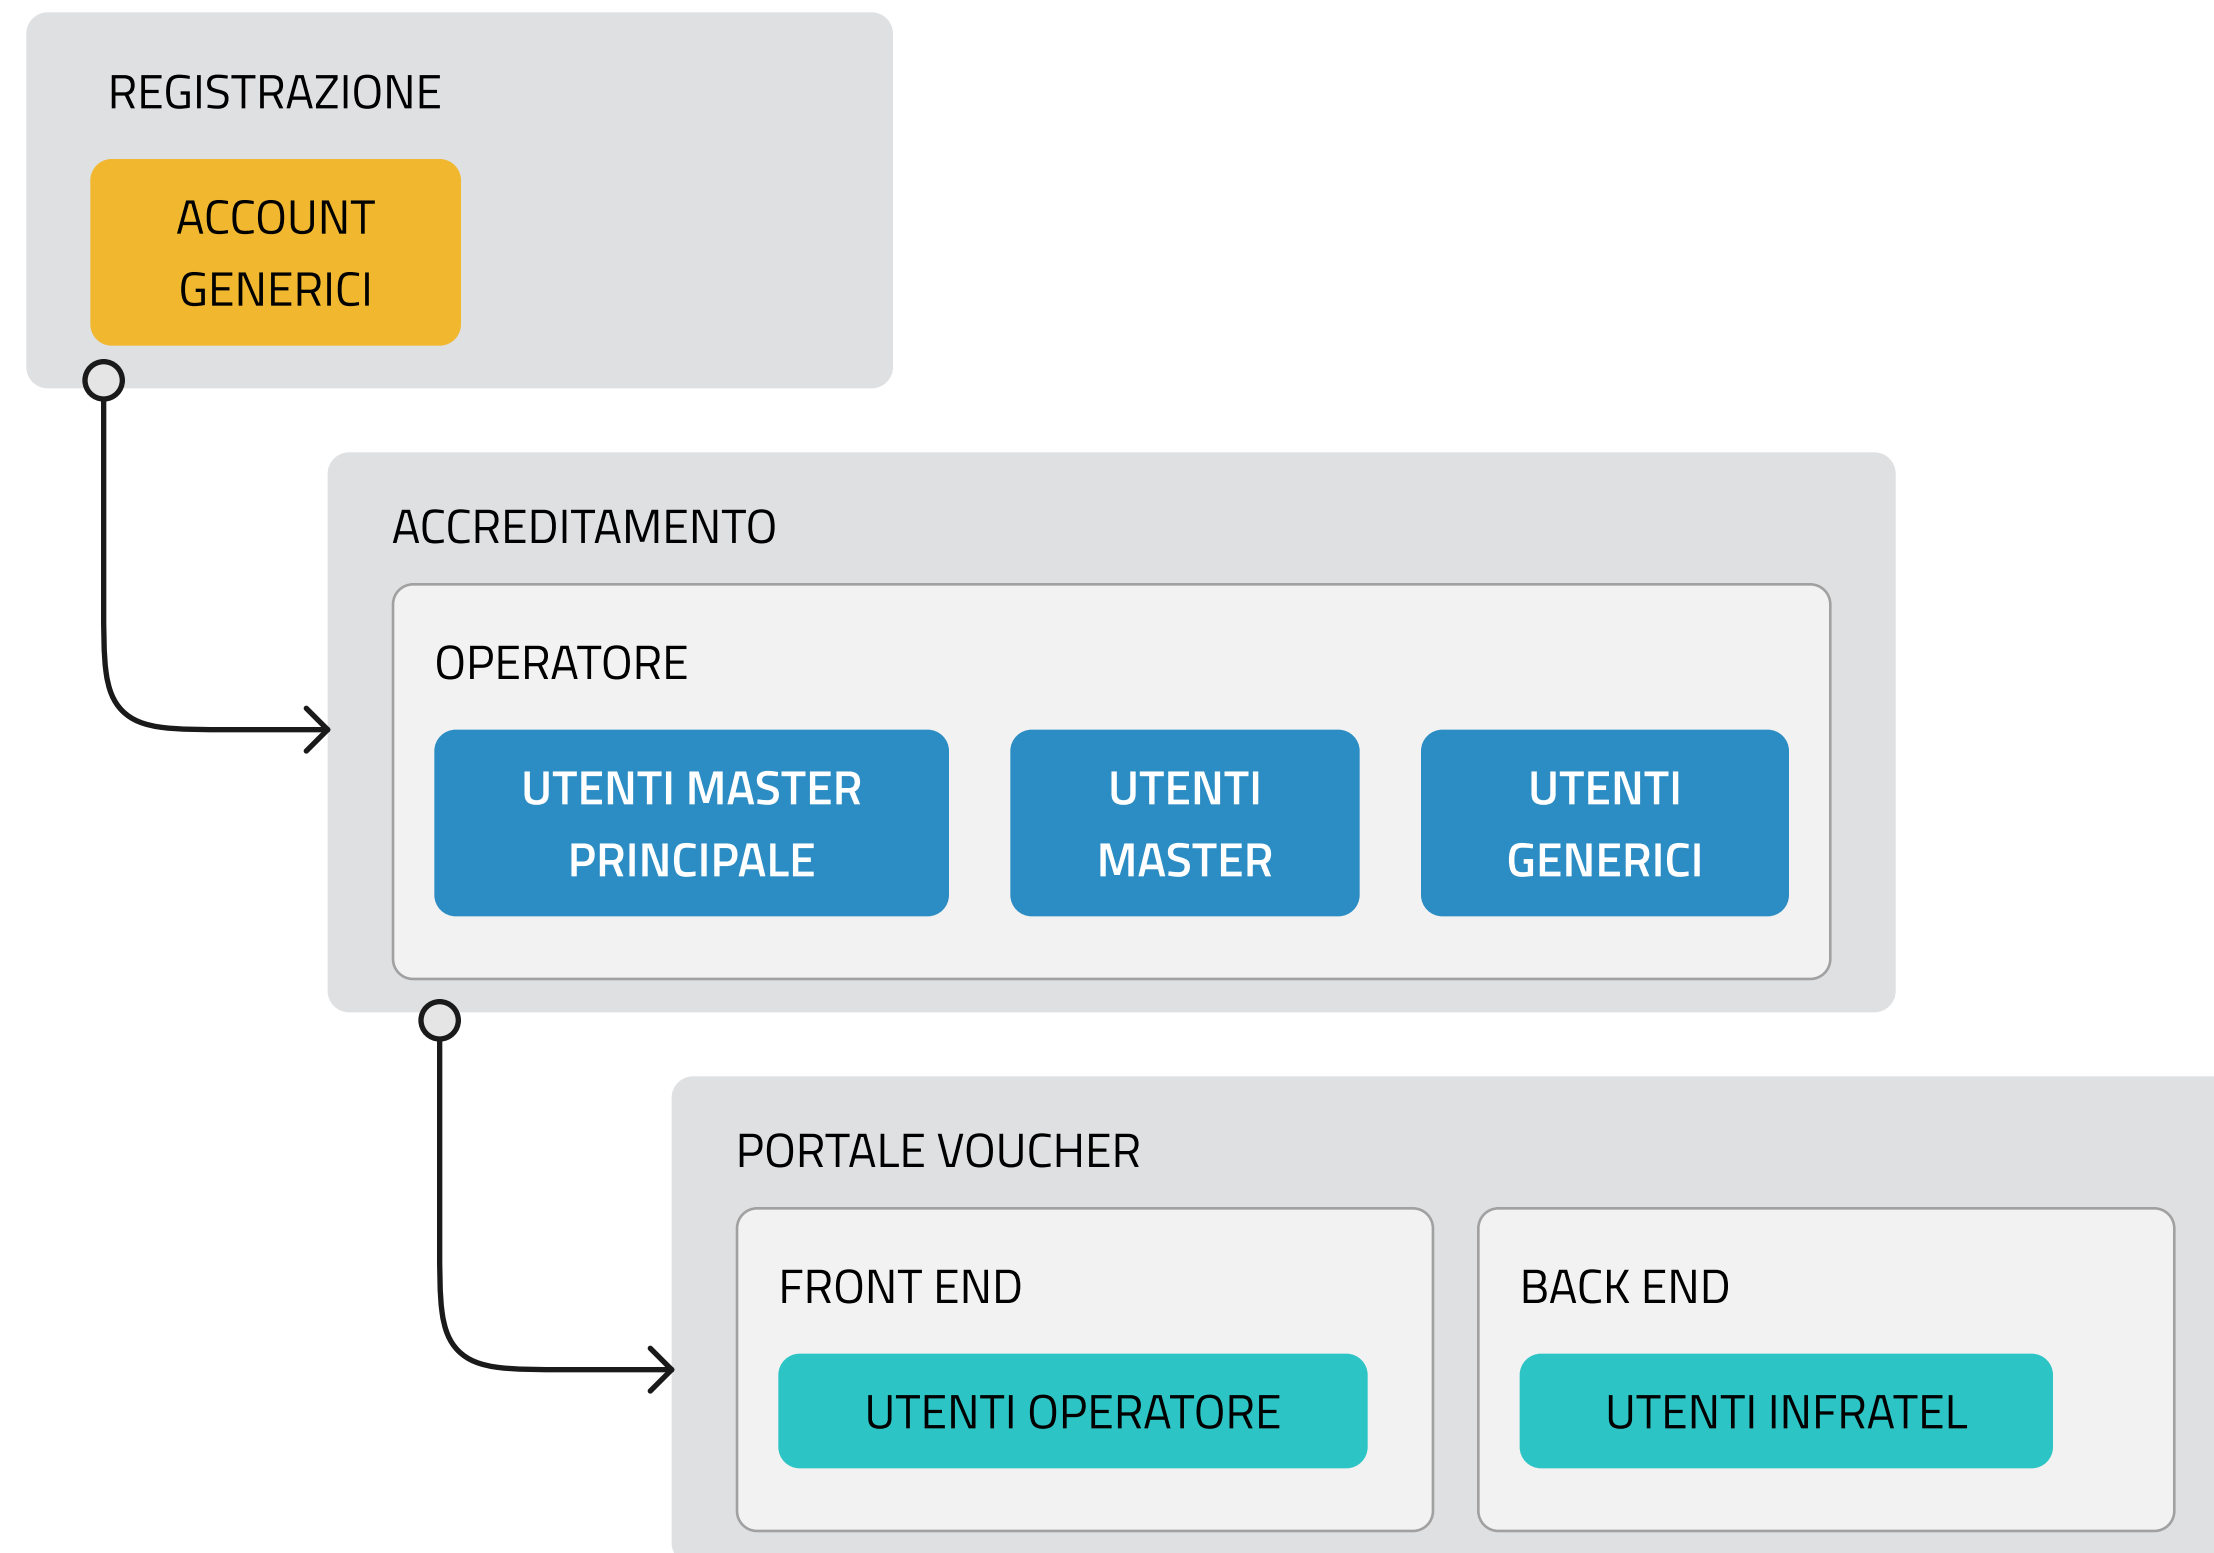 REGISTRAZIONE
ACCOUNT
GENERICI
ACCREDITAMENTO
OPERATORE
UTENTI MASTER
PRINCIPALE
UTENTI
MASTER
UTENTI
GENERICI
PORTALE VOUCHER
FRONT END
UTENTI OPERATORE
BACK END
UTENTI INFRATEL